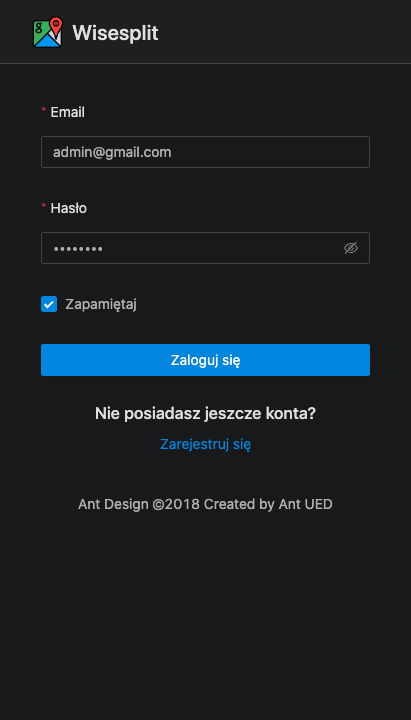 Wisesplit
* Email
admin@gmail.com
* Hasło
••••••••
Zapamiętaj
Zaloguj się
Nie posiadasz jeszcze konta?
Zarejestruj się
Ant Design ©2018 Created by Ant UED